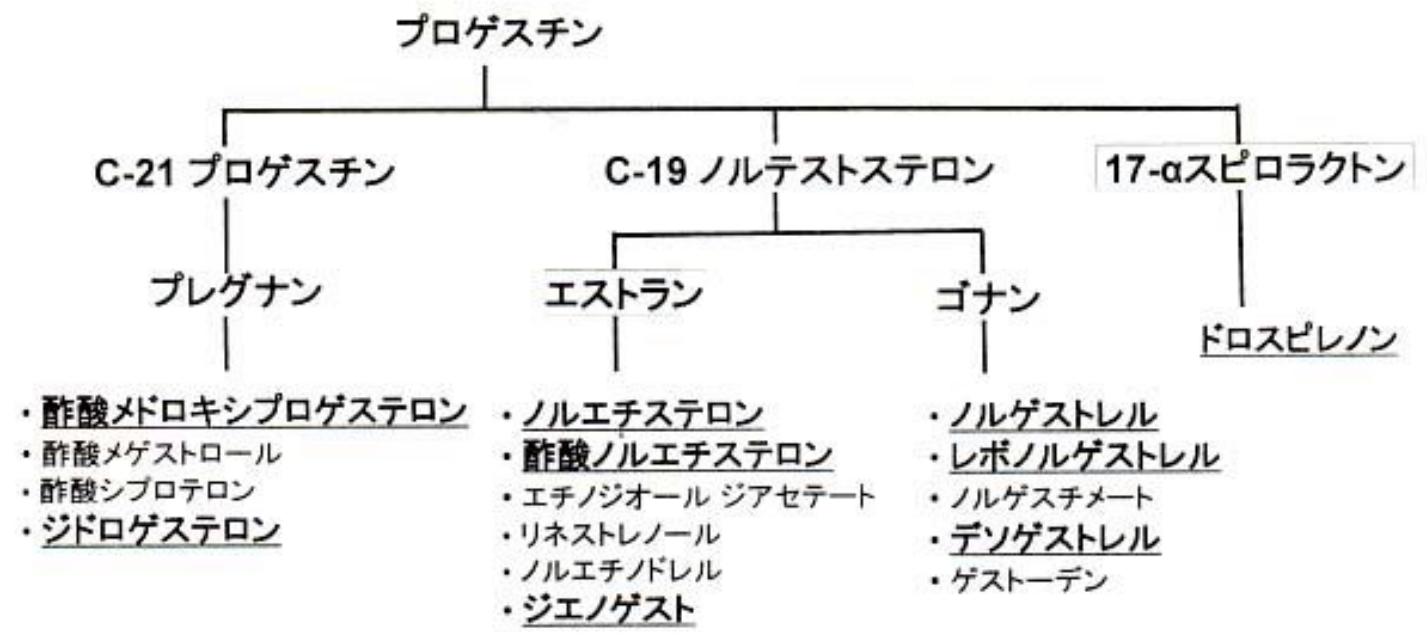 プロゲスチン
C-21 プロゲスチン
C-19 ノルテストステロン
17-αスピロラクトン
プレグナン
エストラン
ゴナン
ドロスピレノン
・酢酸メドロキシプロゲステロン
・酢酸メゲストロール
・酢酸シプロテロン
・ジドロゲステロン
・ノルエチステロン
・酢酸ノルエチステロン
・エチノジオール ジアセテート
・リネストレノール
・ノルエチノドレル
・ジエノゲスト
・ノルゲストレル
・レボノルゲストレル
・ノルゲスチメート
・デソゲストレル
・ゲストーデン